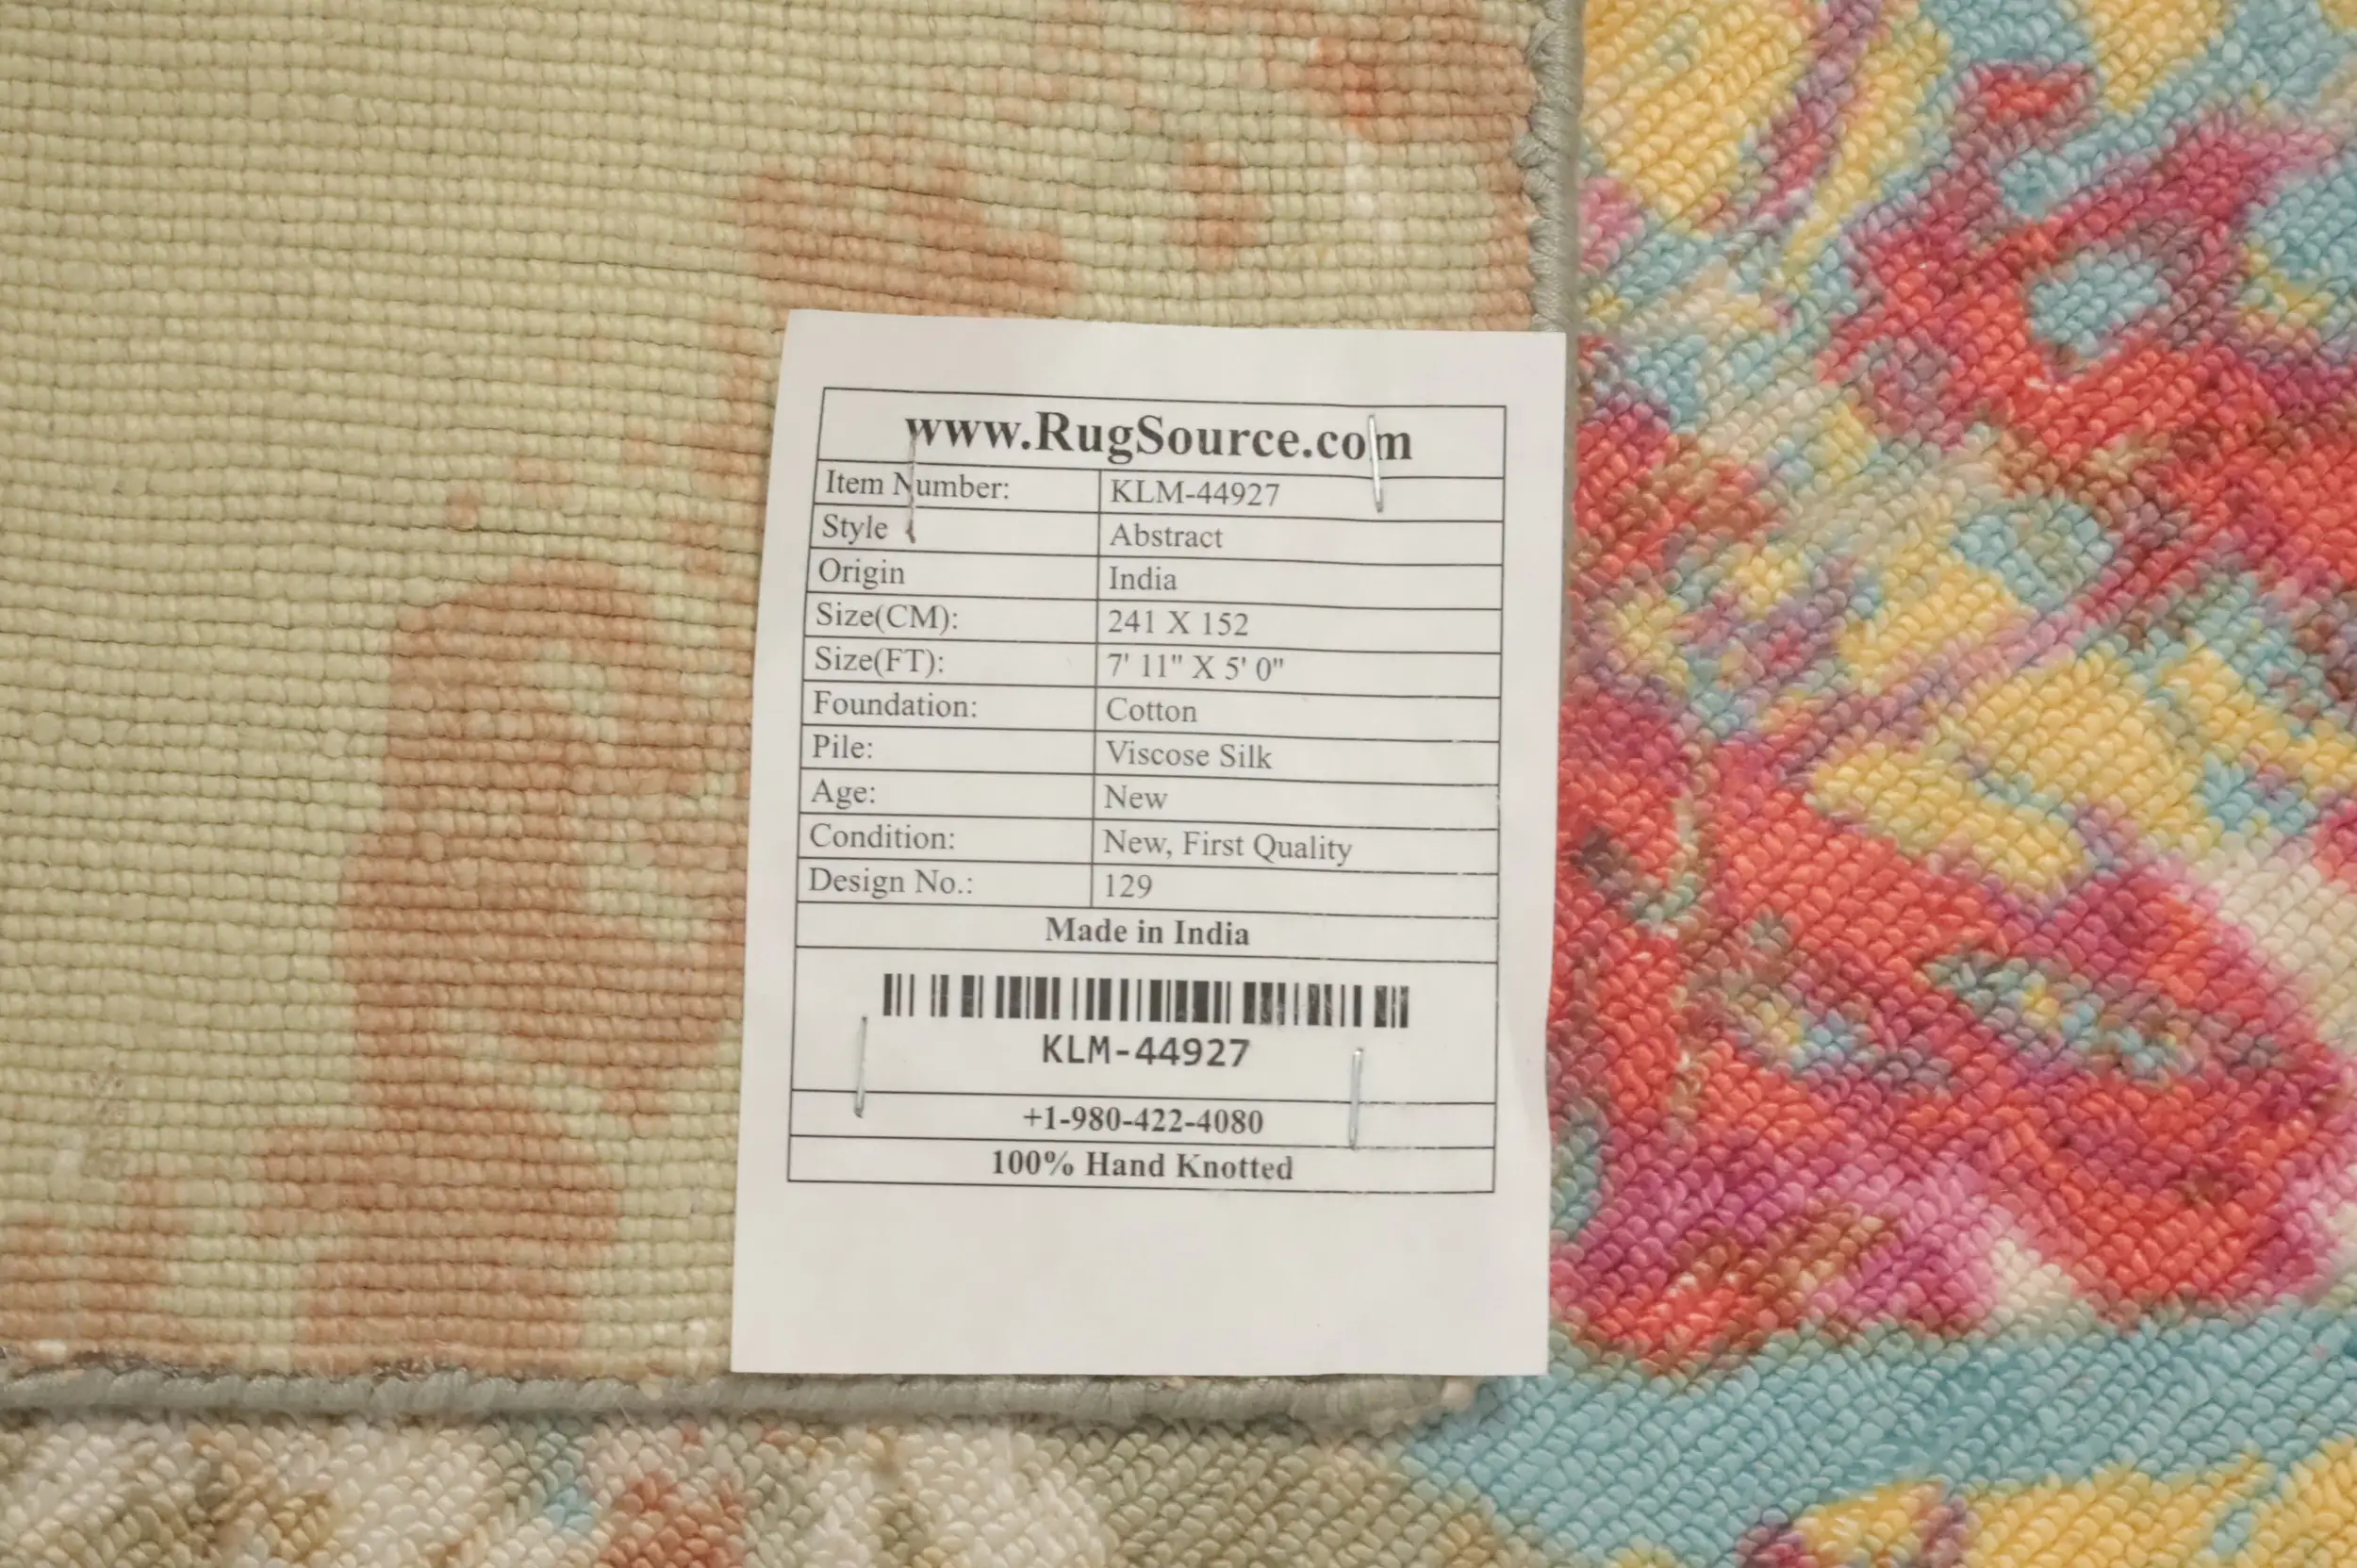 www.RugSource.com
Item Number: KLM-44927
Style Abstract
Origin India
Size(CM): 241 X 152
Size(FT): 7' 11" X 5' 0"
Foundation: Cotton
Pile: Viscose Silk
Age: New
Condition: New, First Quality
Design No.: 129
Made in India
KLM-44927
+1-980-422-4080
100% Hand Knotted